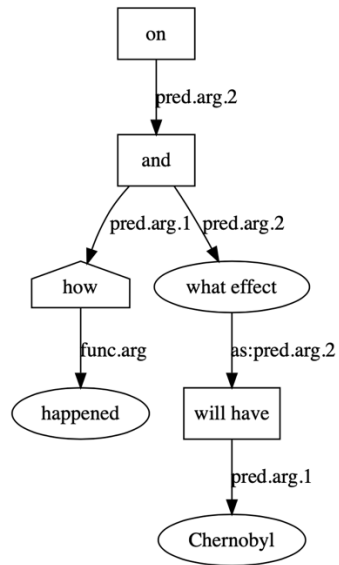 on
pred.arg.2
and
pred.arg.1 pred.arg.2
how what effect
func.arg as:pred.arg.2
happened will have
pred.arg.1
Chernobyl